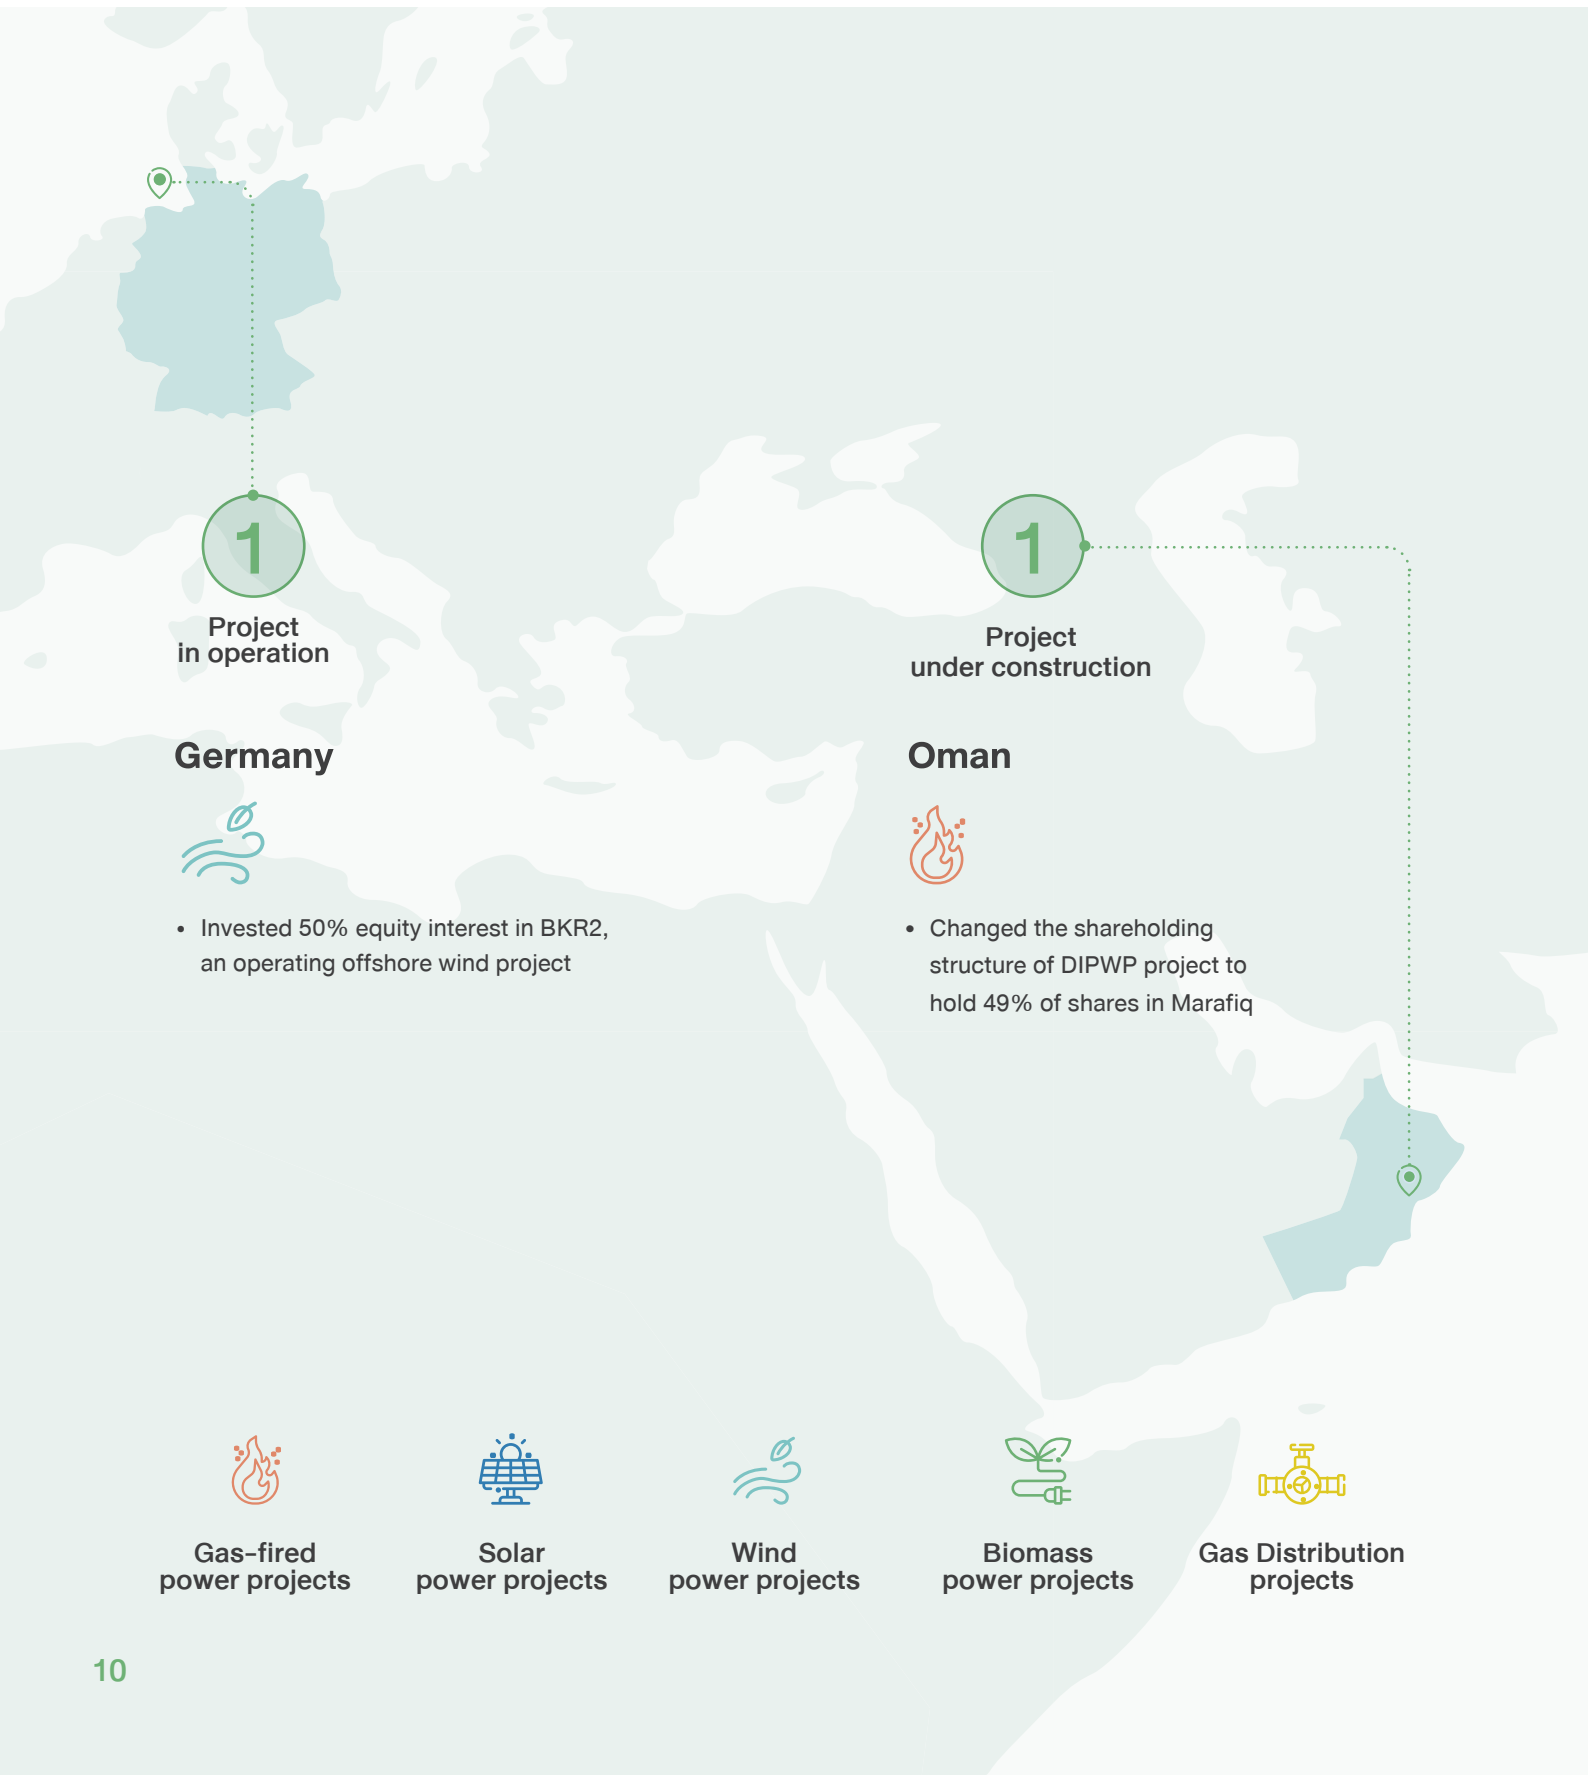 1
Project
in operation
Germany
• Invested 50% equity interest in BKR2,
an operating offshore wind project
1
Project
under construction
Oman
• Changed the shareholding
structure of DIPWP project to
hold 49% of shares in Marafiq
Gas-fired
power projects
Solar
power projects
Wind
power projects
Biomass
power projects
Gas Distribution
projects
10